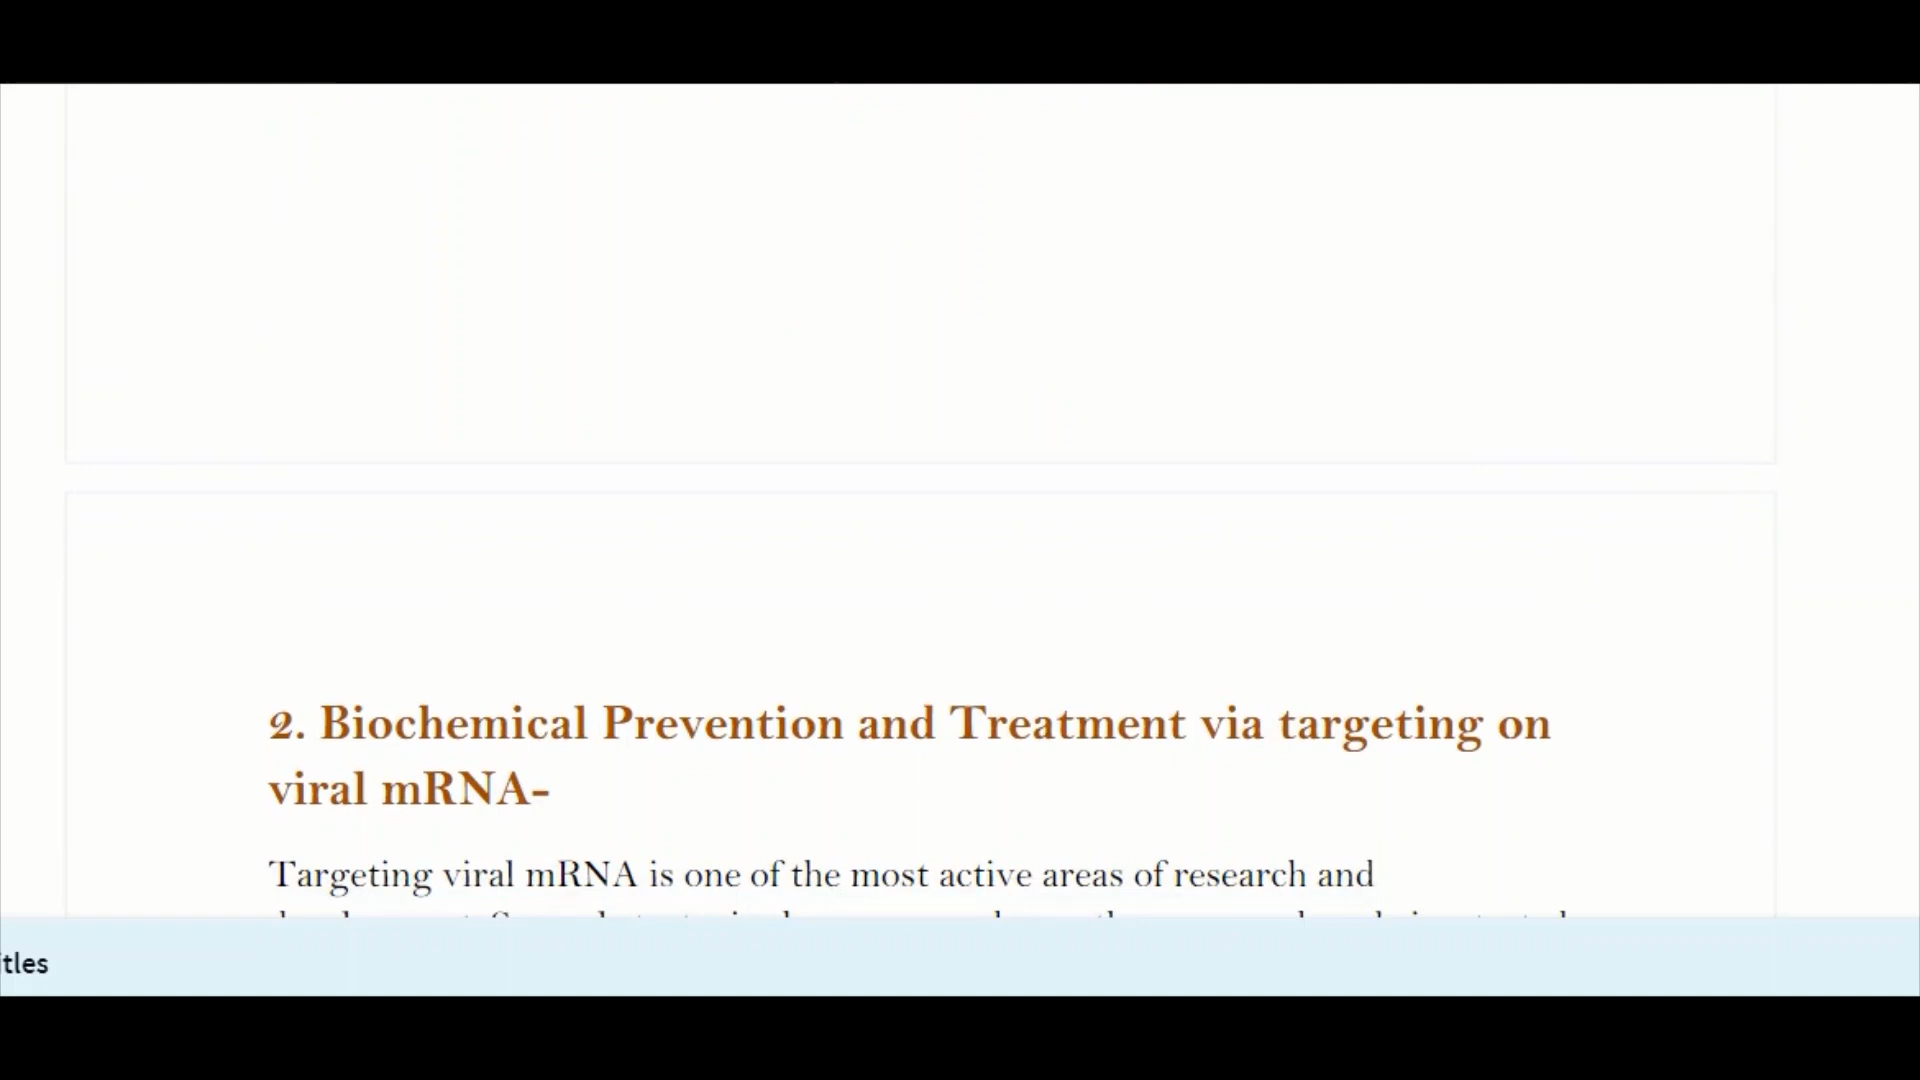 2. Biochemical Prevention and Treatment via targeting on
viral mRNA-
Targeting viral mRNA is one of the most active areas of research and
itles